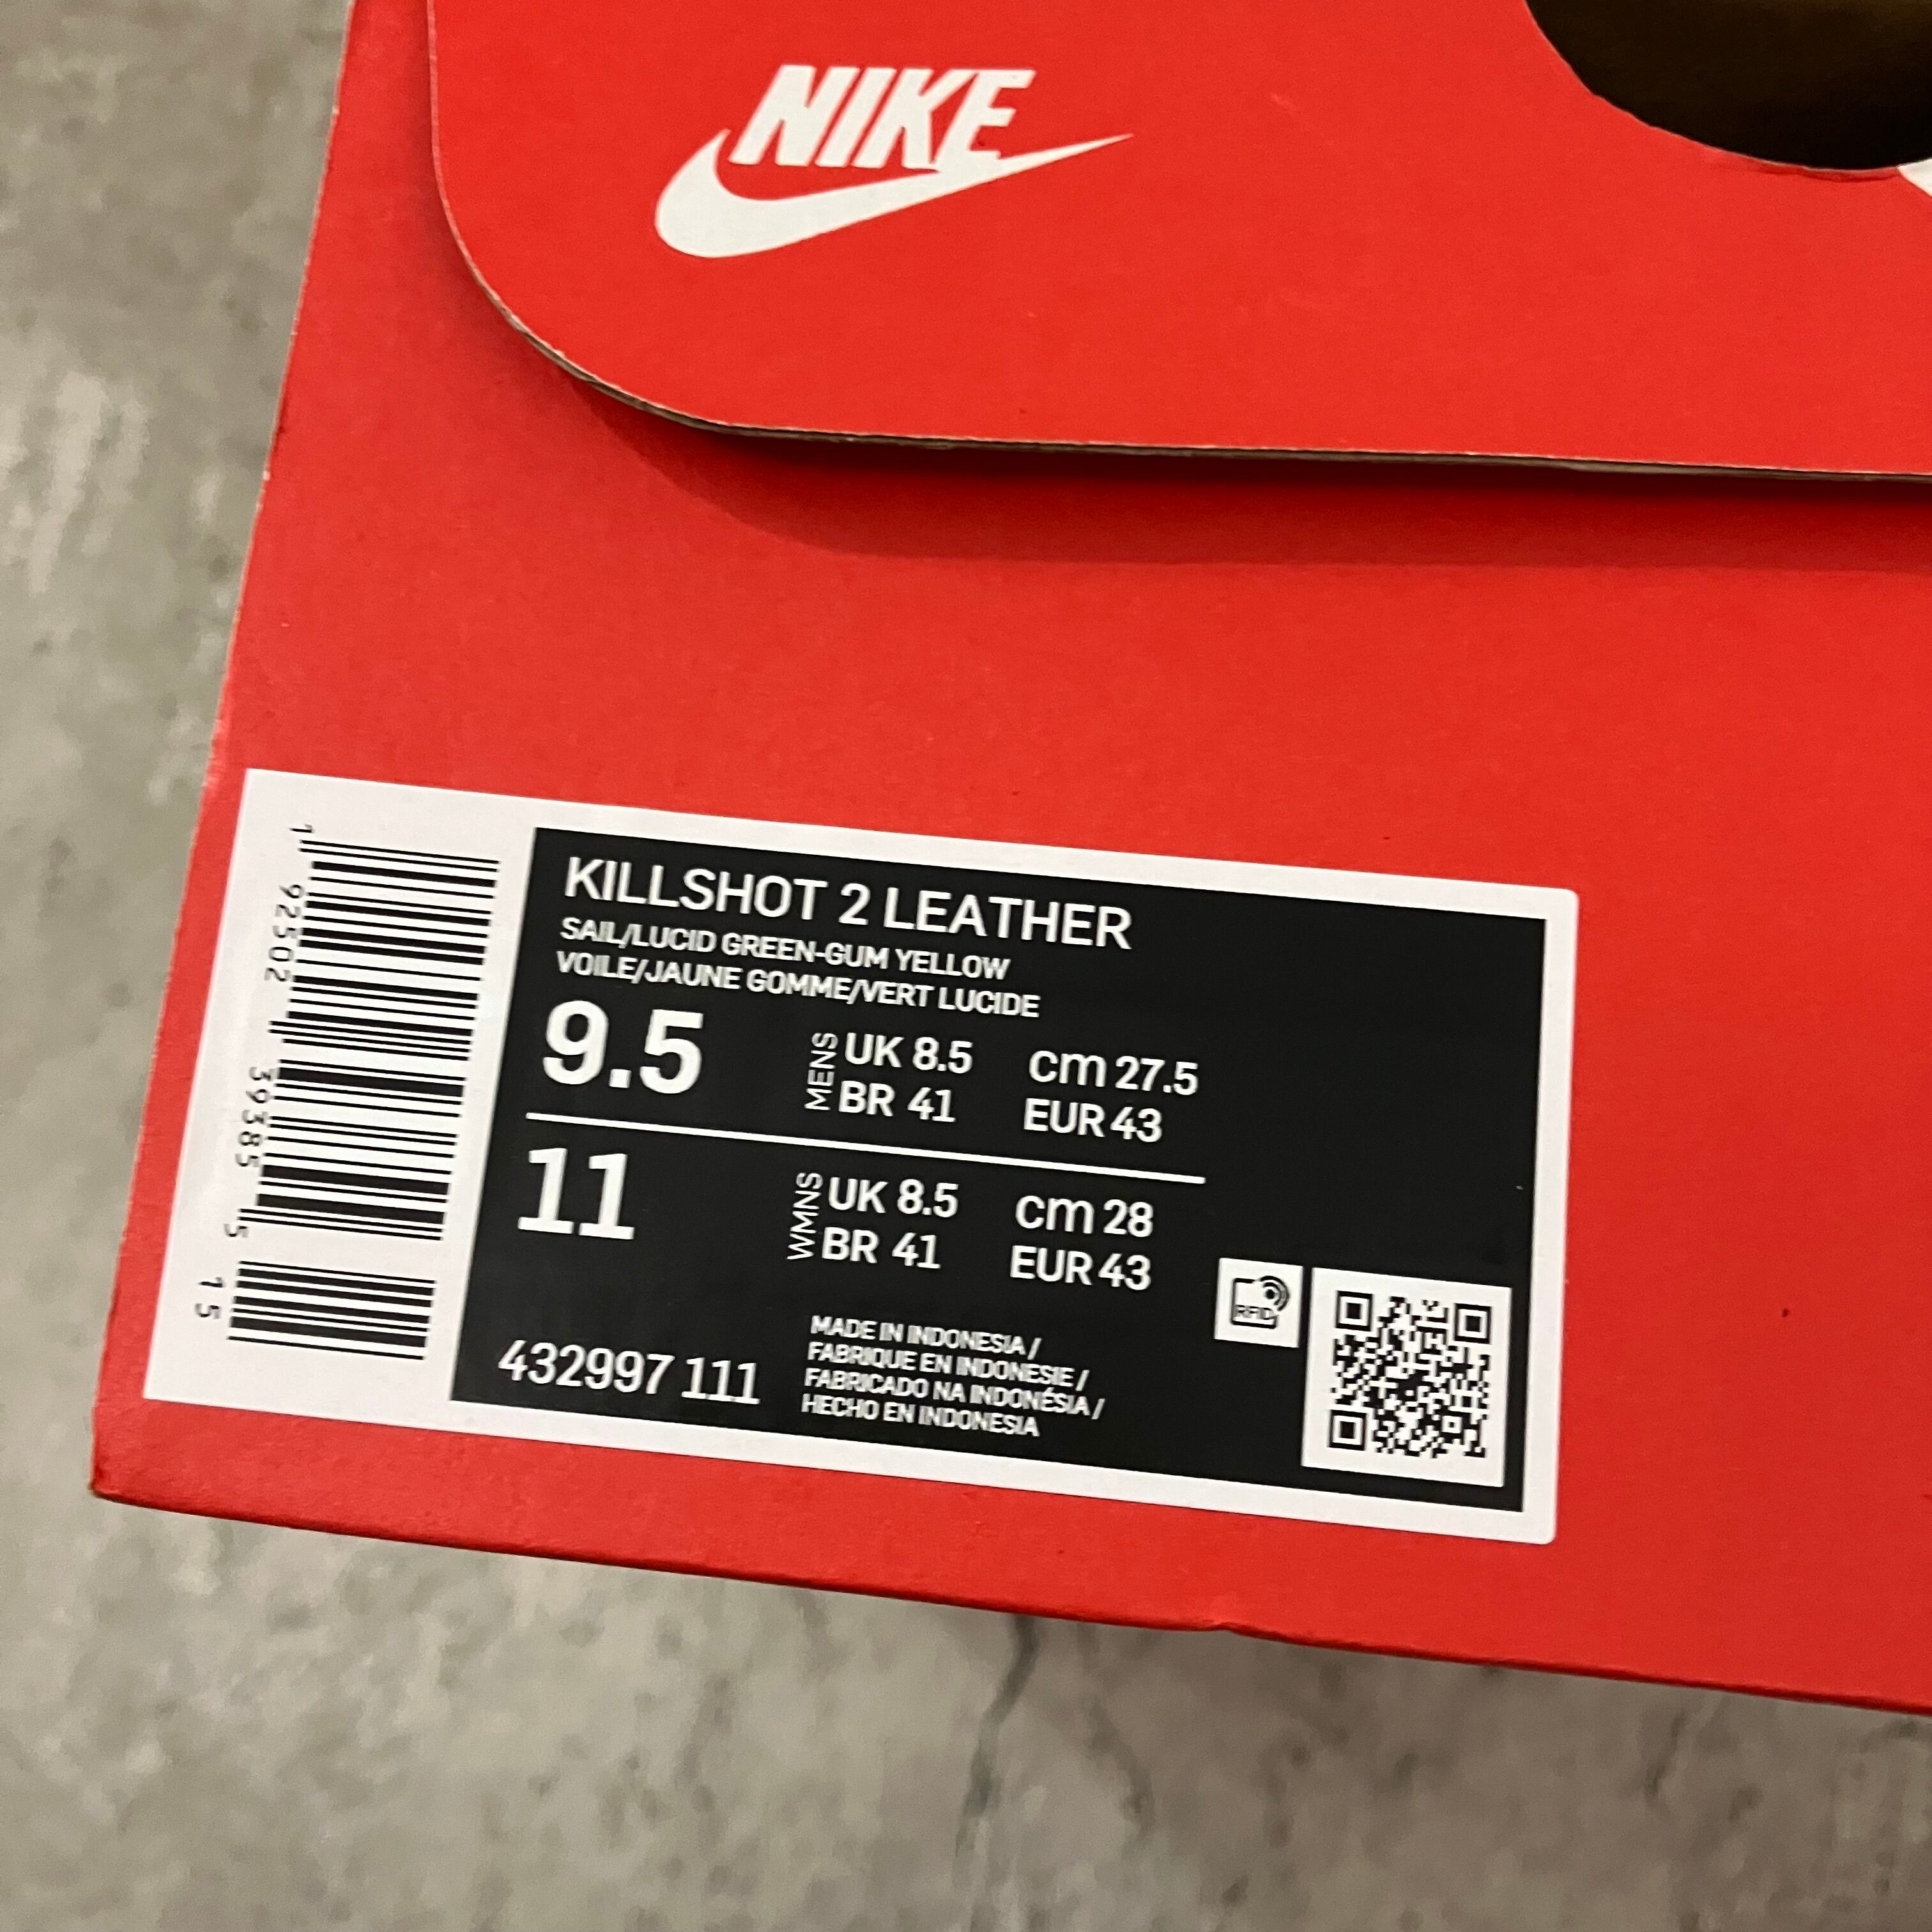 NIKE
KILLSHOT 2 LEATHER
SAIL/LUCID GREEN-GUM YELLOW
VOILE/JAUNE GOMME/VERT LUCIDE
9.5
MENS
UK 8.5 cm 27.5
BR 41 EUR 43
11
WMNS
UK 8.5 cm 28
BR 41 EUR 43
432997 111
MADE IN INDONESIA /
FABRIQUE EN INDONESIE /
FABRICADO NA INDONÉSIA /
HECHO EN INDONESIA
RFID
1 92502 39385 5 15